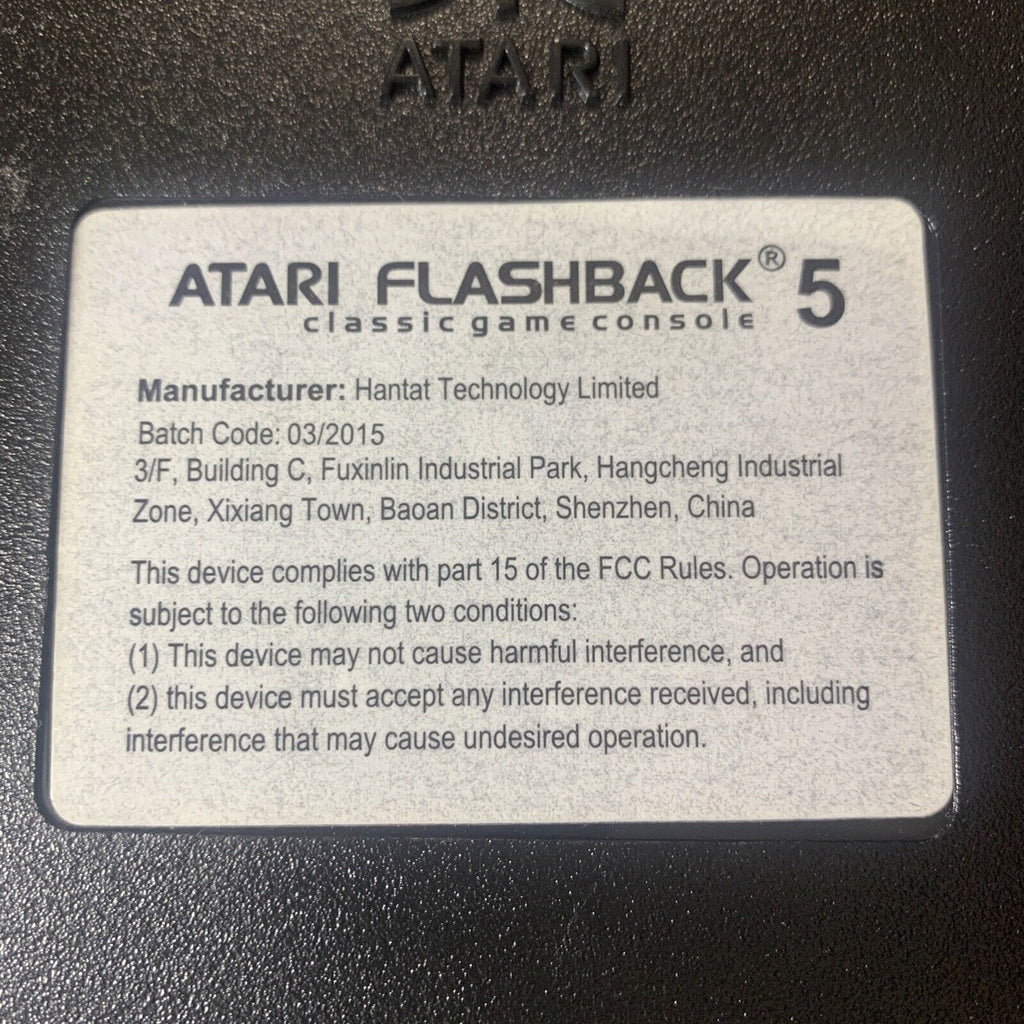 ATARI
ATARI FLASHBACK® 5
classic game console
Manufacturer: Hantat Technology Limited
Batch Code: 03/2015
3/F, Building C, Fuxinlin Industrial Park, Hangcheng Industrial
Zone, Xixiang Town, Baoan District, Shenzhen, China
This device complies with part 15 of the FCC Rules. Operation is
subject to the following two conditions:
(1) This device may not cause harmful interference, and
(2) this device must accept any interference received, including
interference that may cause undesired operation.